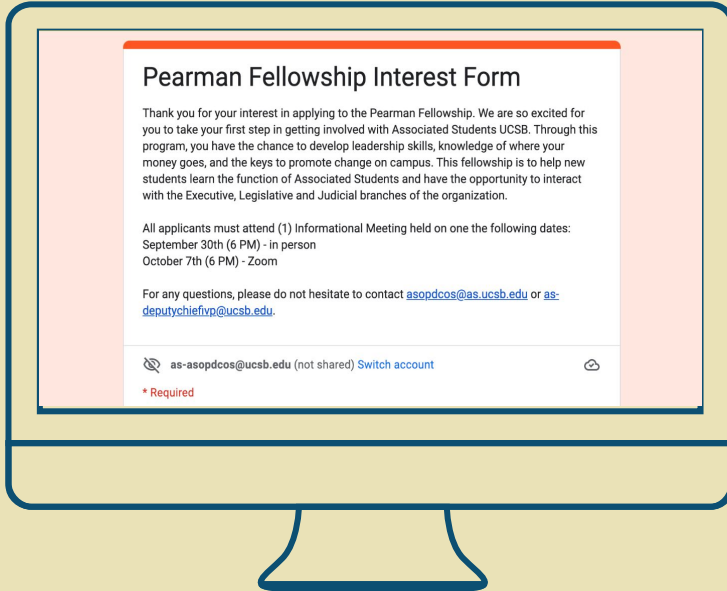 Pearman Fellowship Interest Form
Thank you for your interest in applying to the Pearman Fellowship. We are so excited for
you to take your first step in getting involved with Associated Students UCSB. Through this
program, you have the chance to develop leadership skills, knowledge of where your
money goes, and the keys to promote change on campus. This fellowship is to help new
students learn the function of Associated Students and have the opportunity to interact
with the Executive, Legislative and Judicial branches of the organization.
All applicants must attend (1) Informational Meeting held on one the following dates:
September 30th (6 PM) - in person
October 7th (6 PM) - Zoom
For any questions, please do not hesitate to contact asopdcos@as.ucsb.edu or as-
deputychiefivp@ucsb.edu.
as-asopdcos@ucsb.edu (not shared) Switch account
* Required